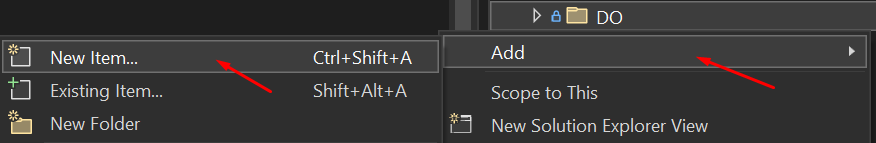 DO
New Item... Ctrl+Shift+A
Add
Existing Item... Shift+Alt+A
Scope to This
New Folder
New Solution Explorer View